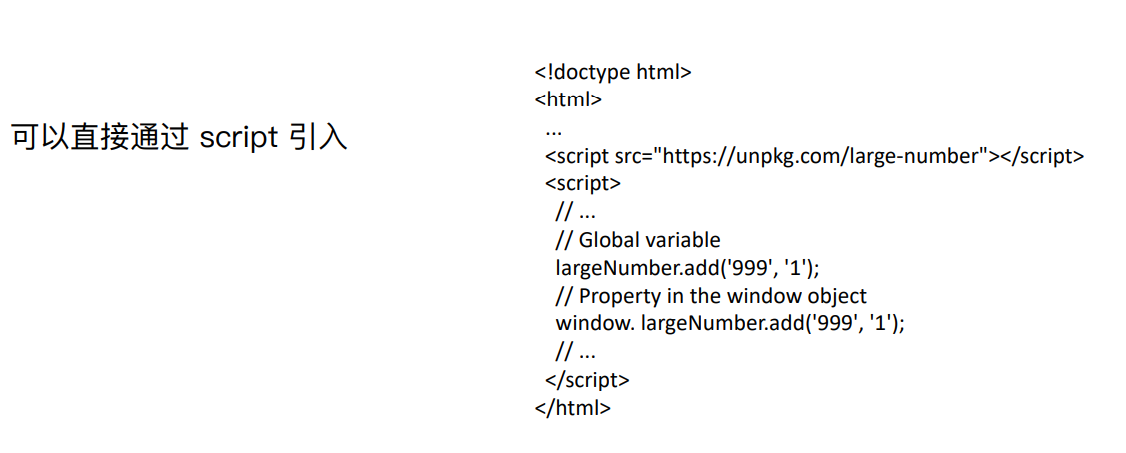 可以直接通过 script 引入
<!doctype html>
<html>
...
<script src="https://unpkg.com/large-number"></script>
<script>
// ...
// Global variable
largeNumber.add('999', '1');
// Property in the window object
window. largeNumber.add('999', '1');
// ...
</script>
</html>